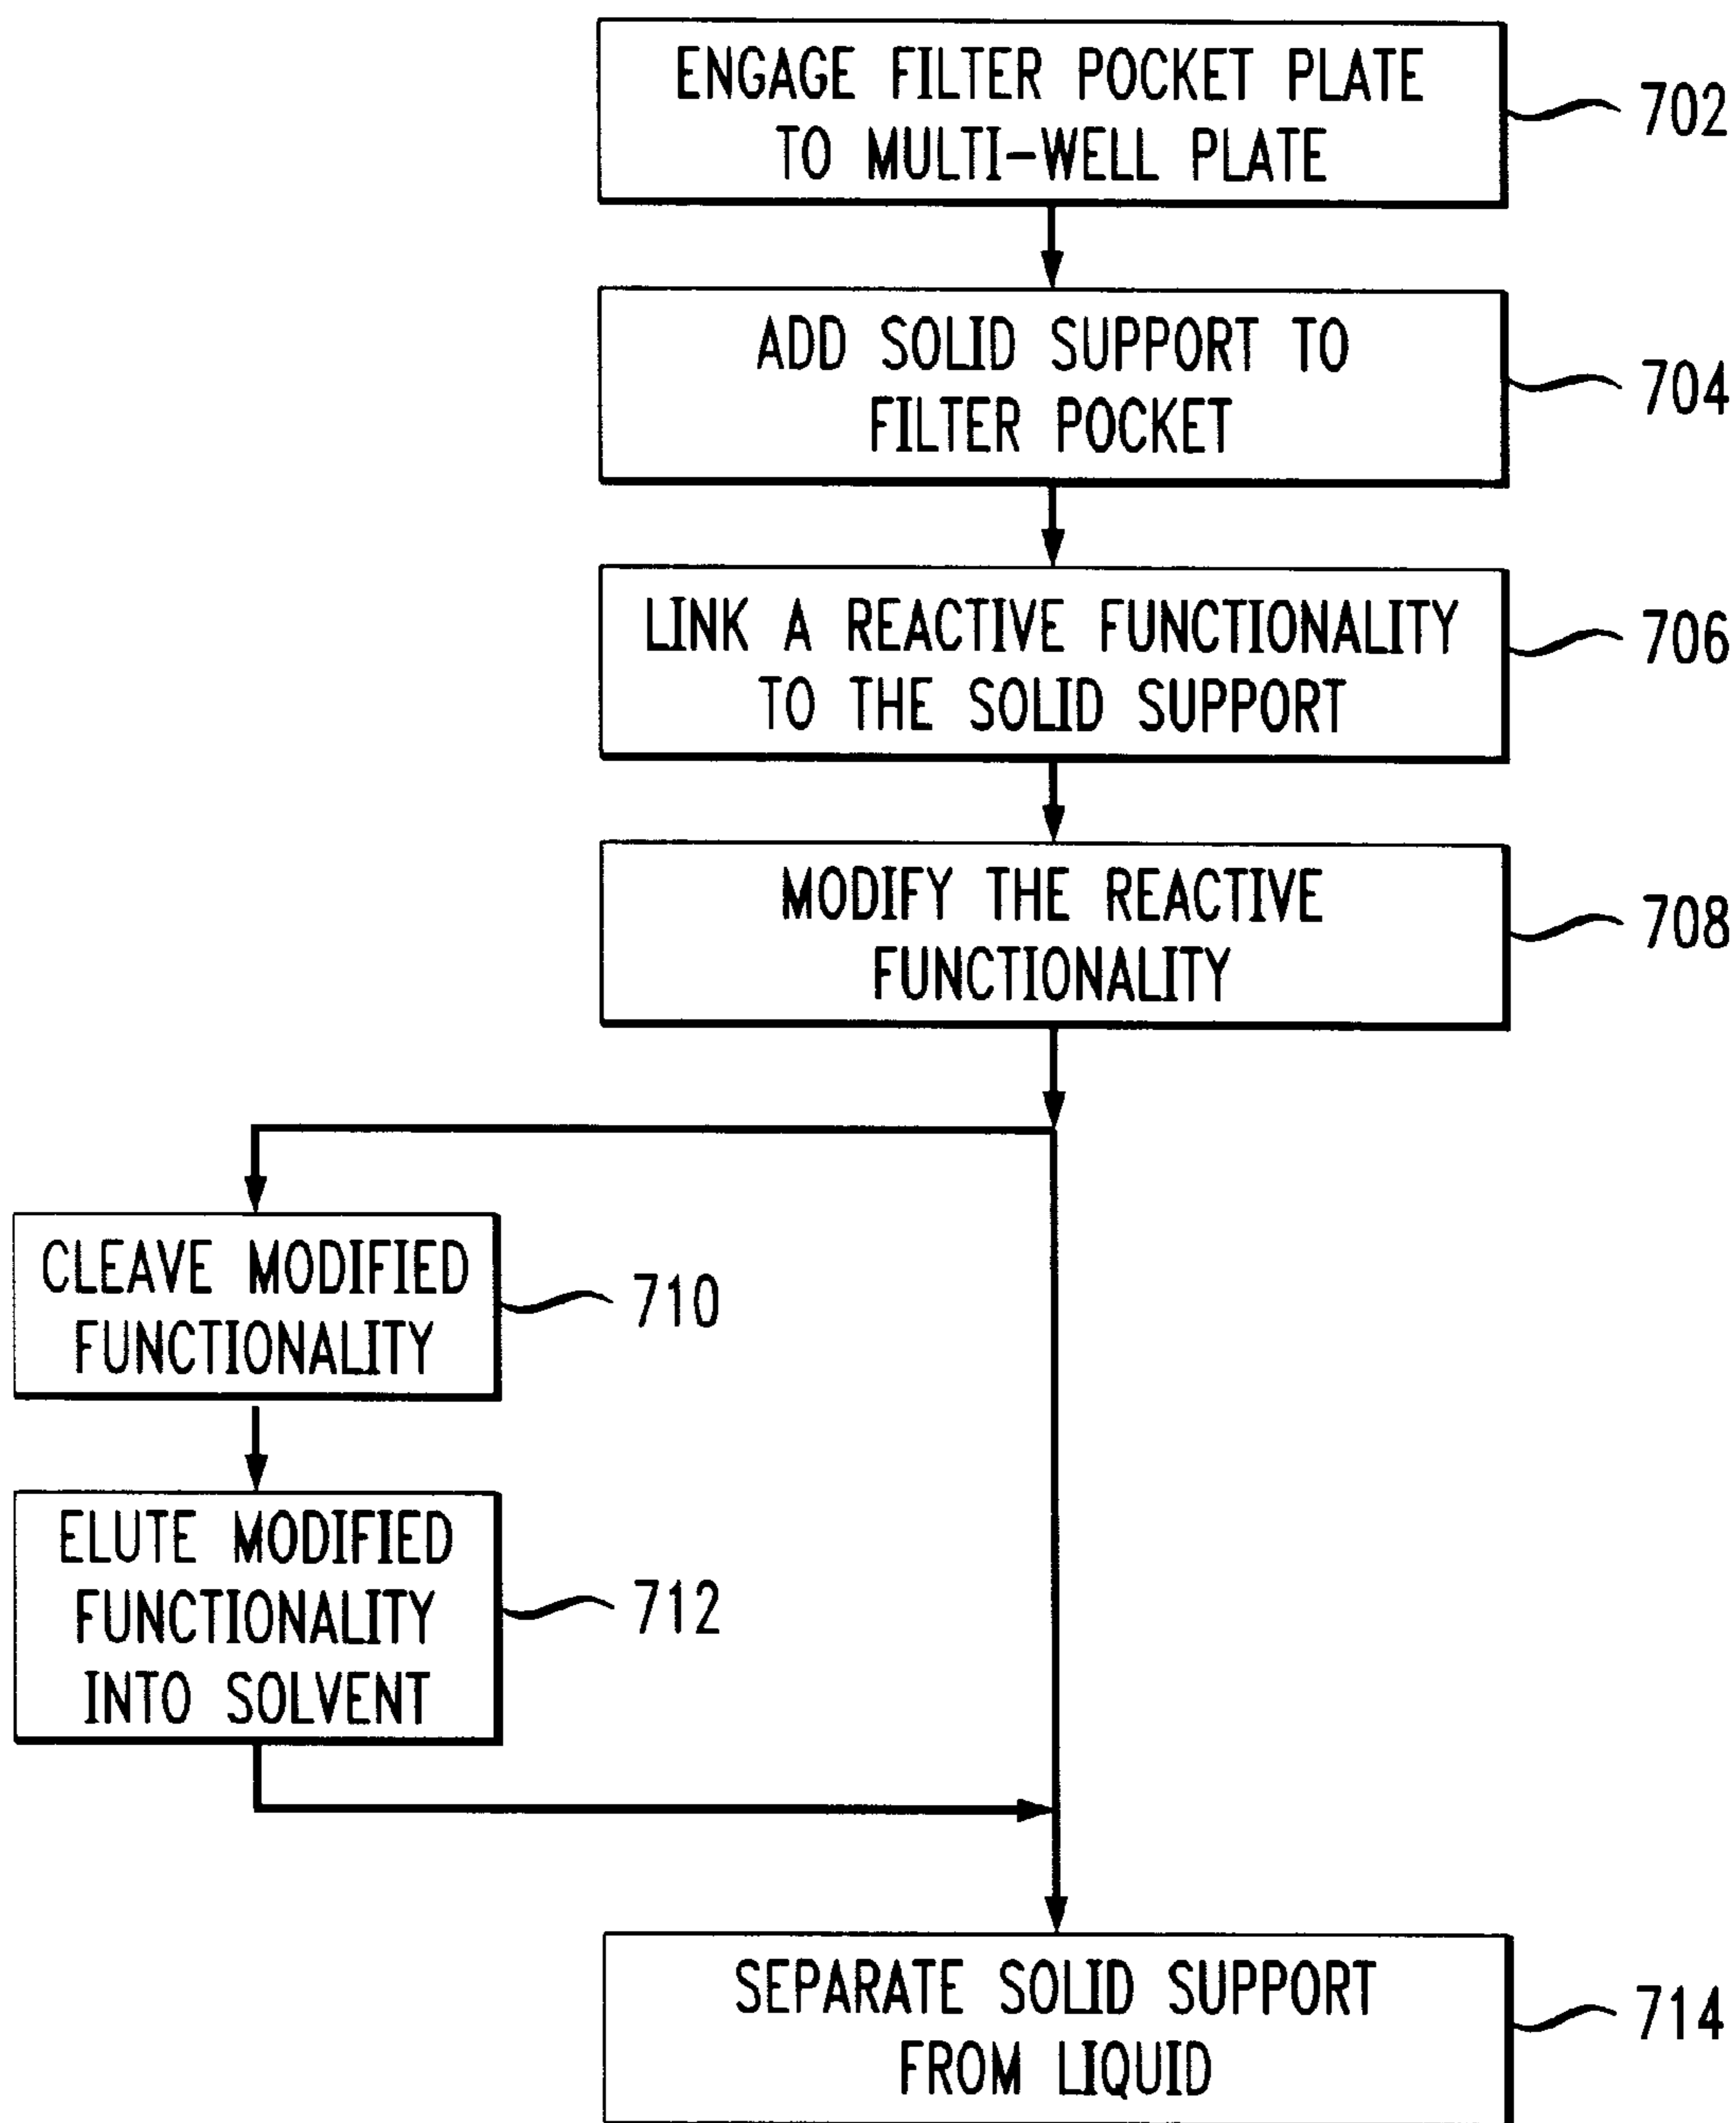 ENGAGE FILTER POCKET PLATE
TO MULTI-WELL PLATE
702
ADD SOLID SUPPORT TO
FILTER POCKET
704
LINK A REACTIVE FUNCTIONALITY
TO THE SOLID SUPPORT
706
MODIFY THE REACTIVE
FUNCTIONALITY
708
CLEAVE MODIFIED
FUNCTIONALITY
710
ELUTE MODIFIED
FUNCTIONALITY
INTO SOLVENT
712
SEPARATE SOLID SUPPORT
FROM LIQUID
714